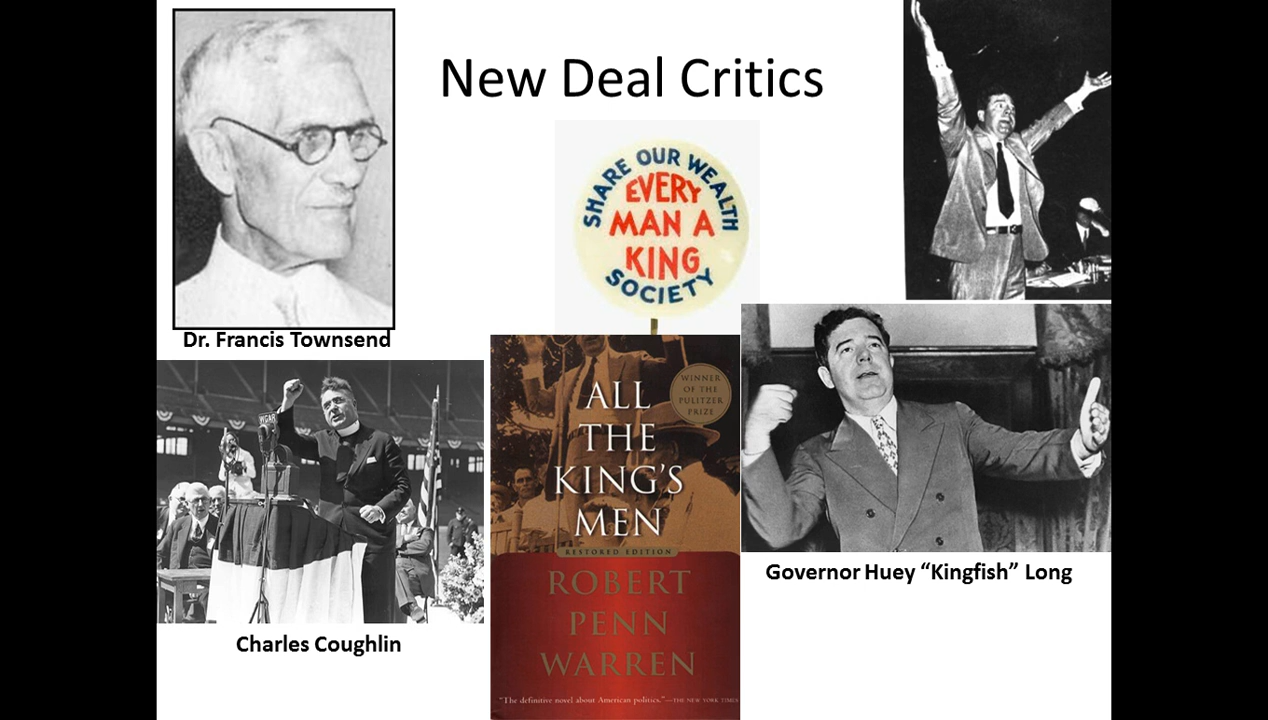 New Deal Critics
SHARE OUR WEALTH
EVERY
MAN A
KING
SOCIETY
Dr. Francis Townsend
WGAR
Charles Coughlin
ALL
THE
KING'S
MEN
WINNER
OF THE
PULITZER
PRIZE
RESTORED EDITION
ROBERT
PENN
WARREN
"The definitive novel about American politics."—THE NEW YORK TIMES
Governor Huey “Kingfish” Long